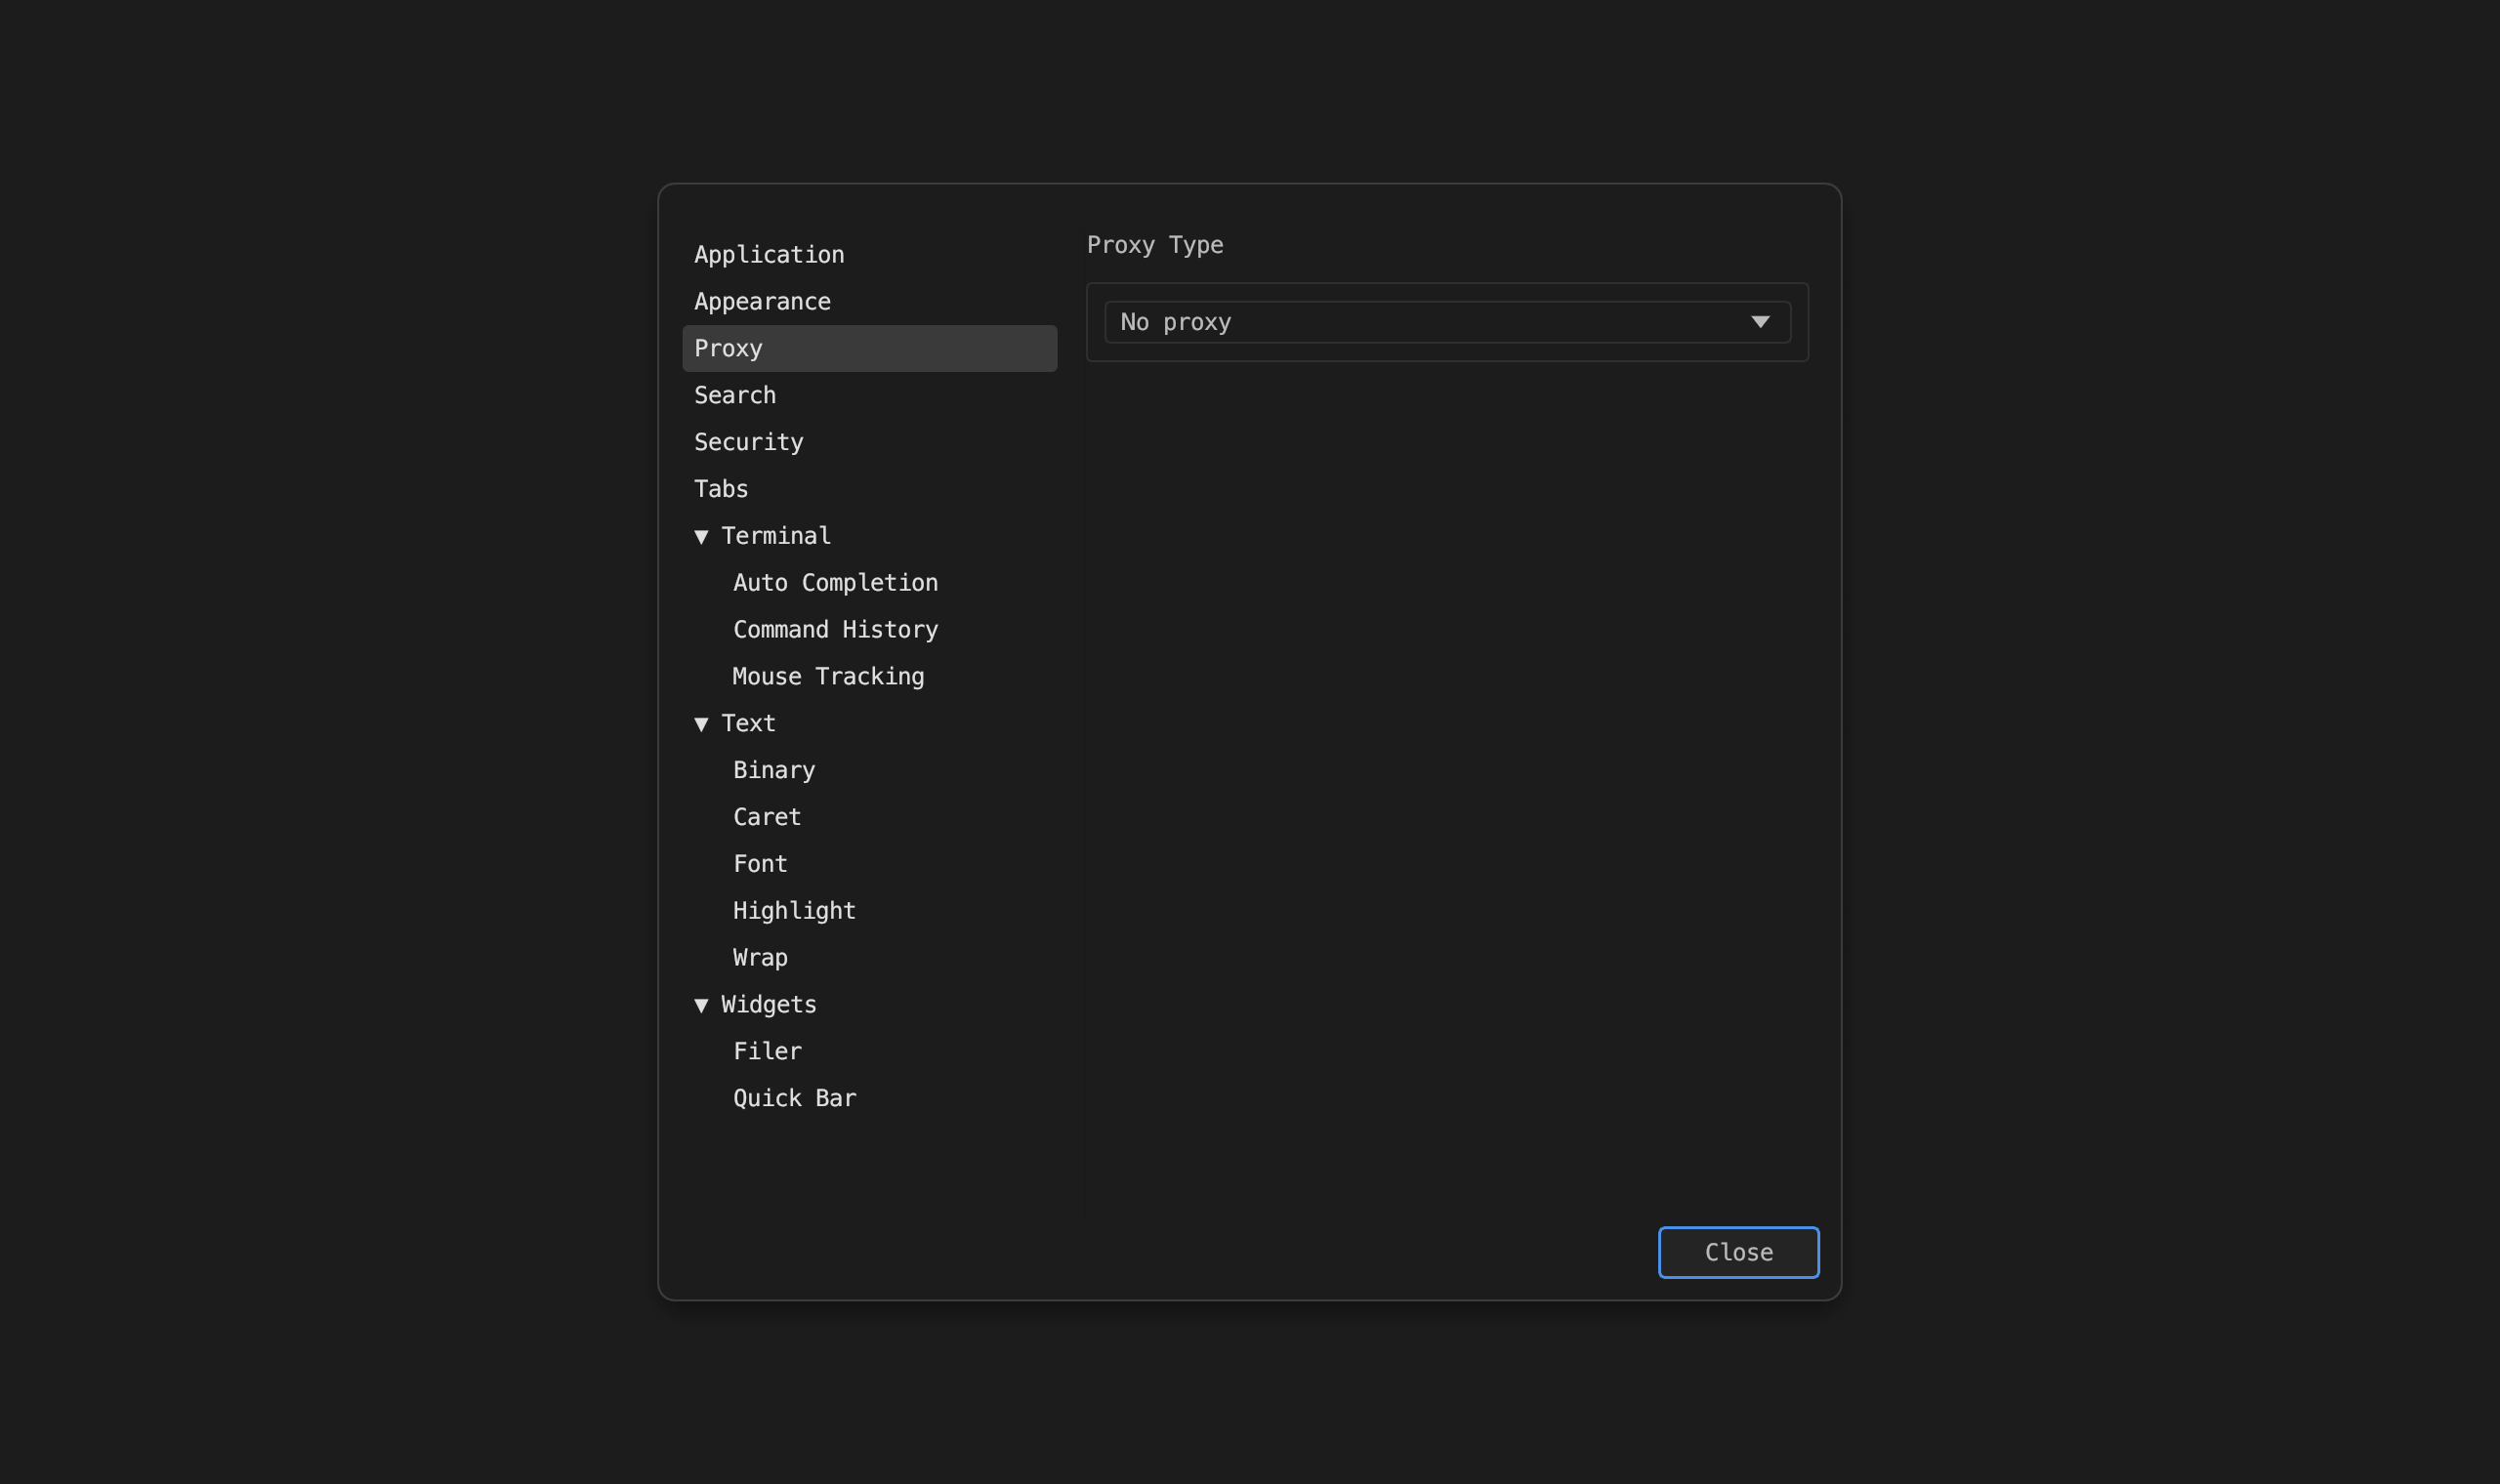 Application
Appearance
Proxy
Search
Security
Tabs
▼ Terminal
Auto Completion
Command History
Mouse Tracking
▼ Text
Binary
Caret
Font
Highlight
Wrap
▼ Widgets
Filer
Quick Bar
Proxy Type
No proxy
Close